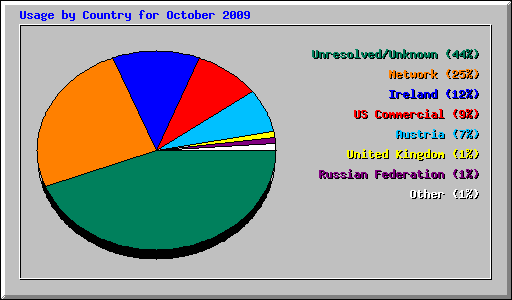 Usage by Country for October 2009
Unresolved/Unknown (44%)
Network (25%)
Ireland (12%)
US Commercial (9%)
Austria (7%)
United Kingdom (1%)
Russian Federation (1%)
Other (1%)